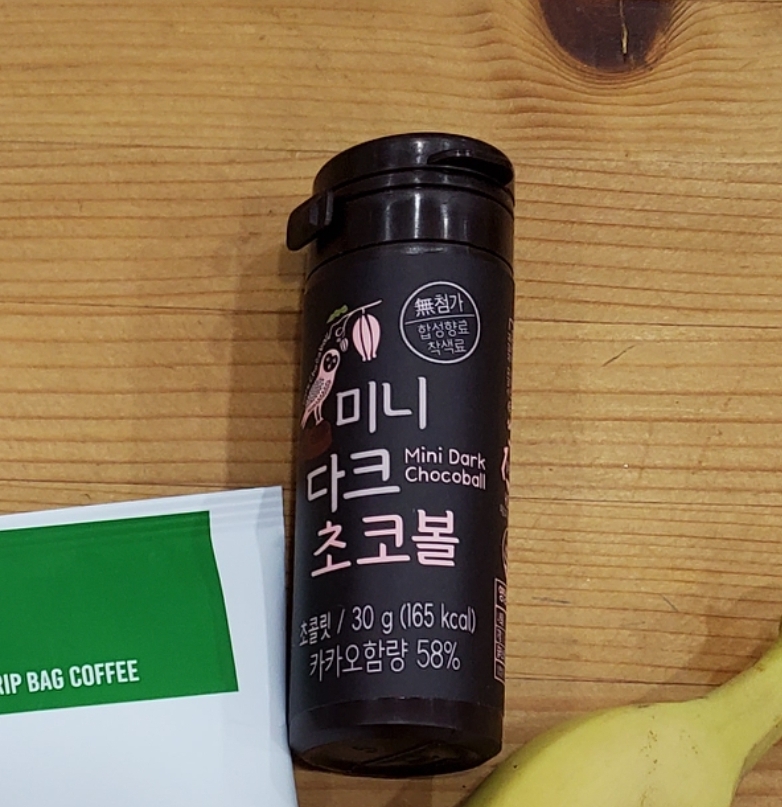 無첨가
합성향료
착색료
미니
다크
Mini Dark
Chocoball
초코볼
초콜릿 / 30 g (165 kcal)
카카오함량 58%
RIP BAG COFFEE